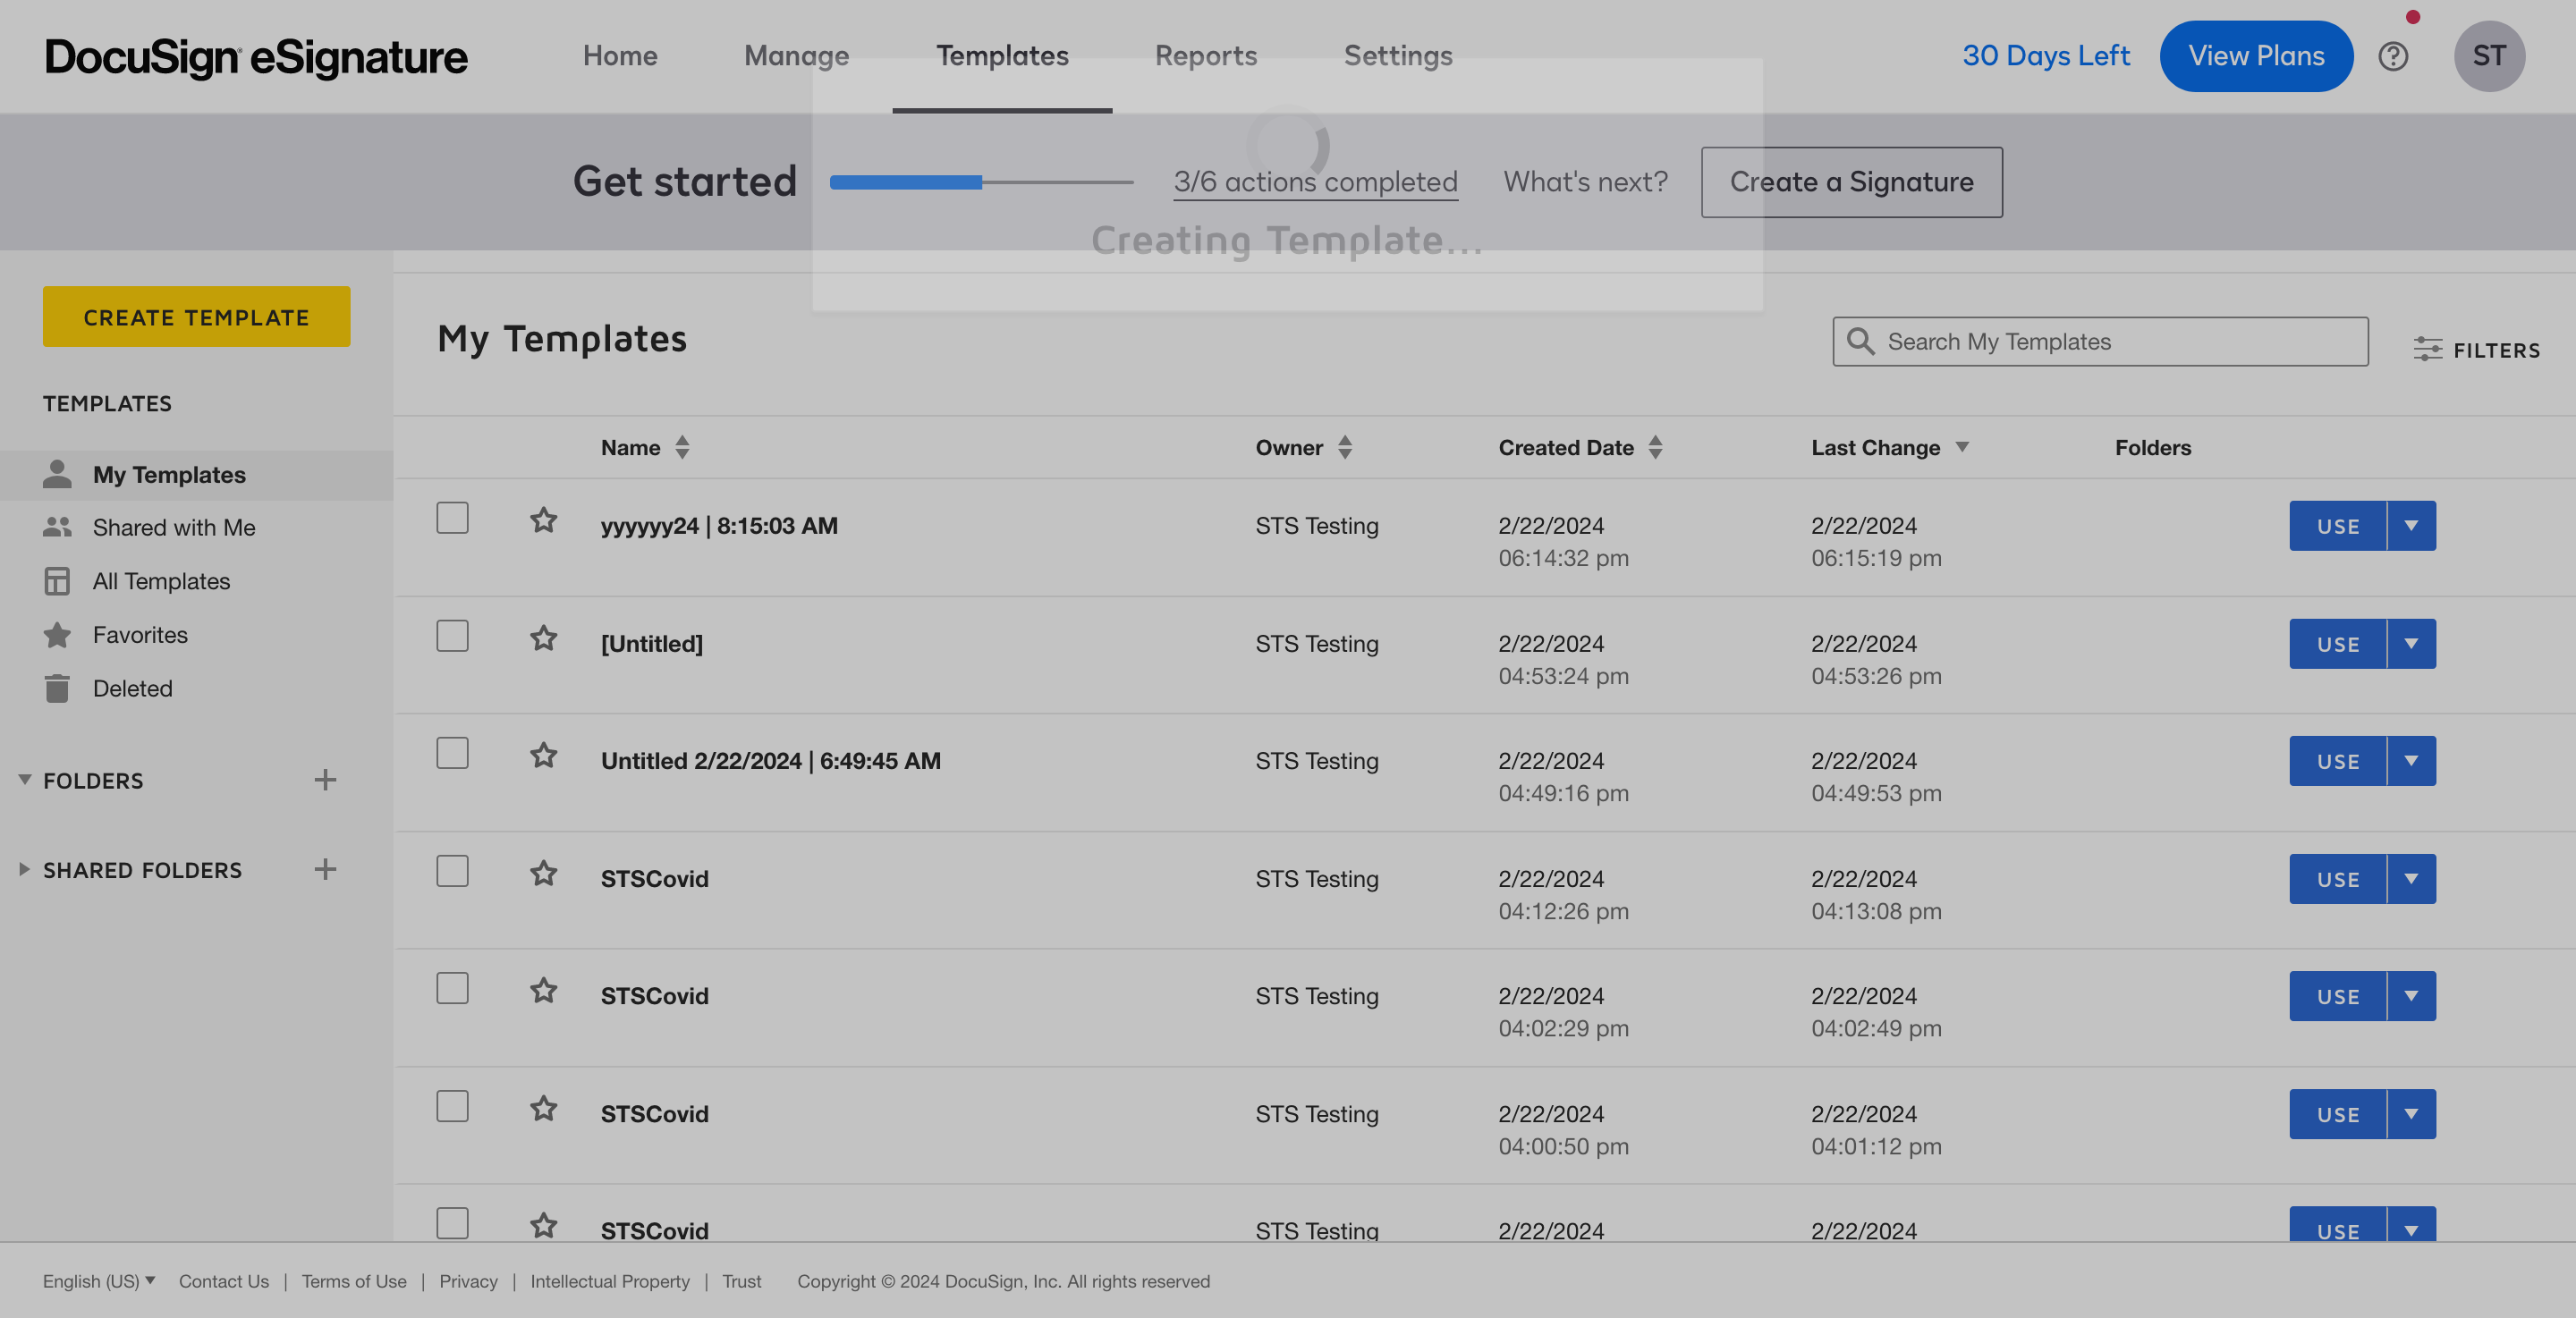 DocuSign eSignature Home Manage Templates Reports Settings 30 Days Left View Plans ST
Get started 3/6 actions completed What's next? Create a Signature
Creating Template...
CREATE TEMPLATE
My Templates
Search My Templates
FILTERS
TEMPLATES
My Templates
Shared with Me
All Templates
Favorites
Deleted
FOLDERS
SHARED FOLDERS
Name Owner Created Date Last Change Folders
yyyyyy24 | 8:15:03 AM STS Testing 2/22/2024 2/22/2024 USE
06:14:32 pm 06:15:19 pm
[Untitled] STS Testing 2/22/2024 2/22/2024 USE
04:53:24 pm 04:53:26 pm
Untitled 2/22/2024 | 6:49:45 AM STS Testing 2/22/2024 2/22/2024 USE
04:49:16 pm 04:49:53 pm
STSCovid STS Testing 2/22/2024 2/22/2024 USE
04:12:26 pm 04:13:08 pm
STSCovid STS Testing 2/22/2024 2/22/2024 USE
04:02:29 pm 04:02:49 pm
STSCovid STS Testing 2/22/2024 2/22/2024 USE
04:00:50 pm 04:01:12 pm
STSCovid STS Testing 2/22/2024 2/22/2024 USE
English (US) Contact Us | Terms of Use | Privacy | Intellectual Property | Trust Copyright © 2024 DocuSign, Inc. All rights reserved